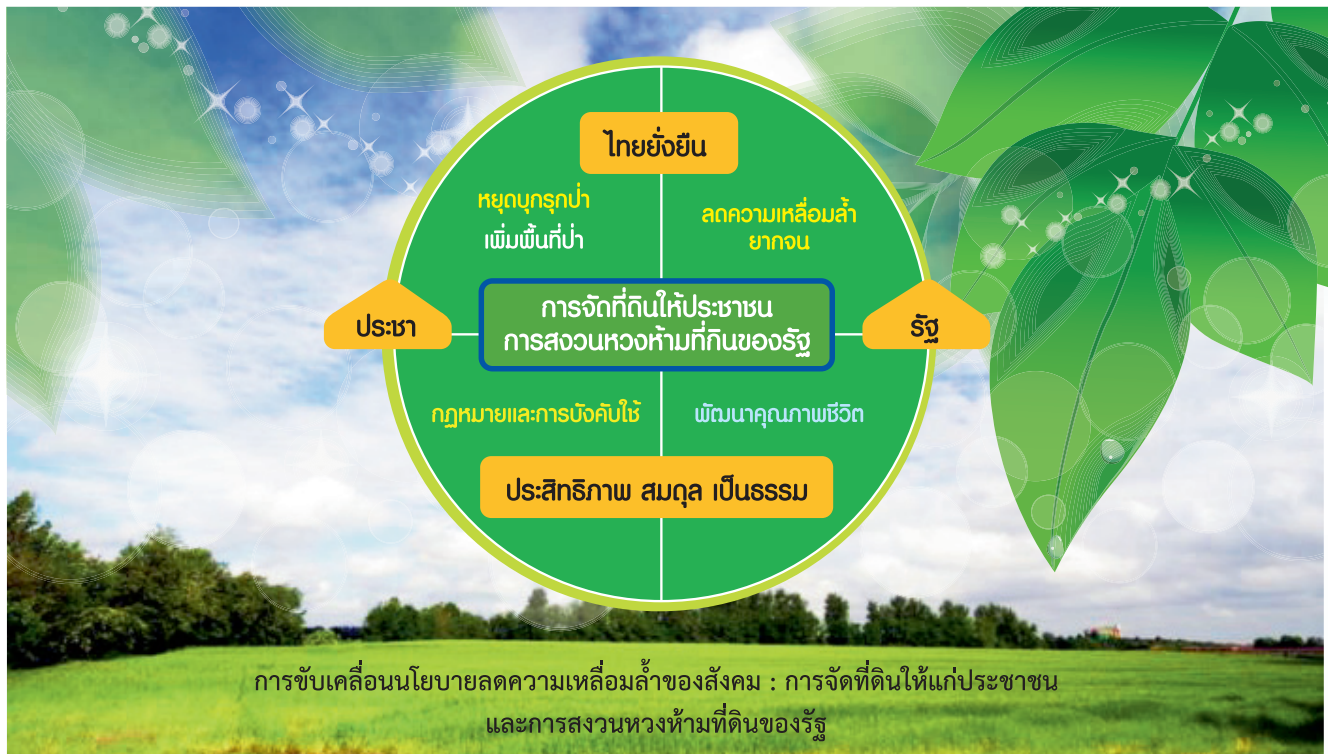 ไทยยั่งยืน
หยุดบุกรุกป่า
เพิ่มพื้นที่ป่า
ลดความเหลื่อมล้ำ
ยากจน
ประชา
การจัดที่ดินให้ประชาชน
การสงวนหวงห้ามที่กินของรัฐ
รัฐ
กฎหมายและการบังคับใช้
พัฒนาคุณภาพชีวิต
ประสิทธิภาพ สมดุล เป็นธรรม
การขับเคลื่อนนโยบายลดความเหลื่อมล้ำของสังคม : การจัดที่ดินให้แก่ประชาชน
และการสงวนหวงห้ามที่ดินของรัฐ